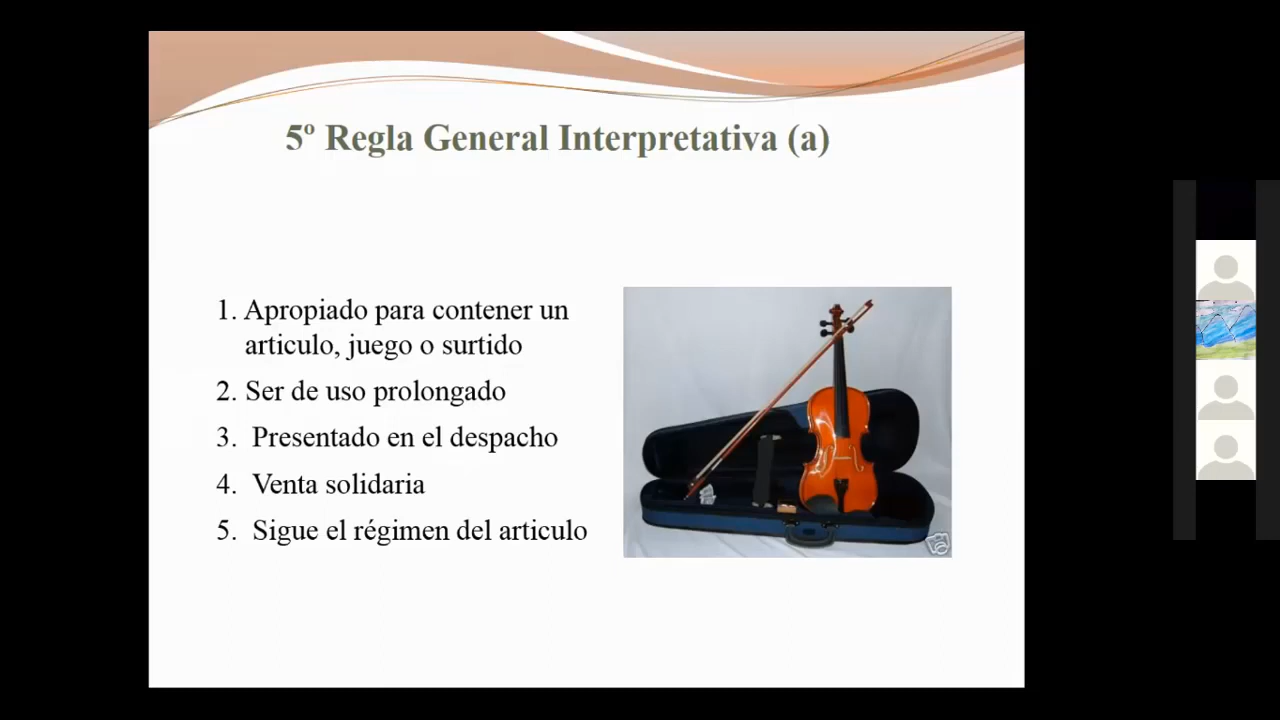 5º Regla General Interpretativa (a)
1. Apropiado para contener un
articulo, juego o surtido
2. Ser de uso prolongado
3. Presentado en el despacho
4. Venta solidaria
5. Sigue el régimen del articulo